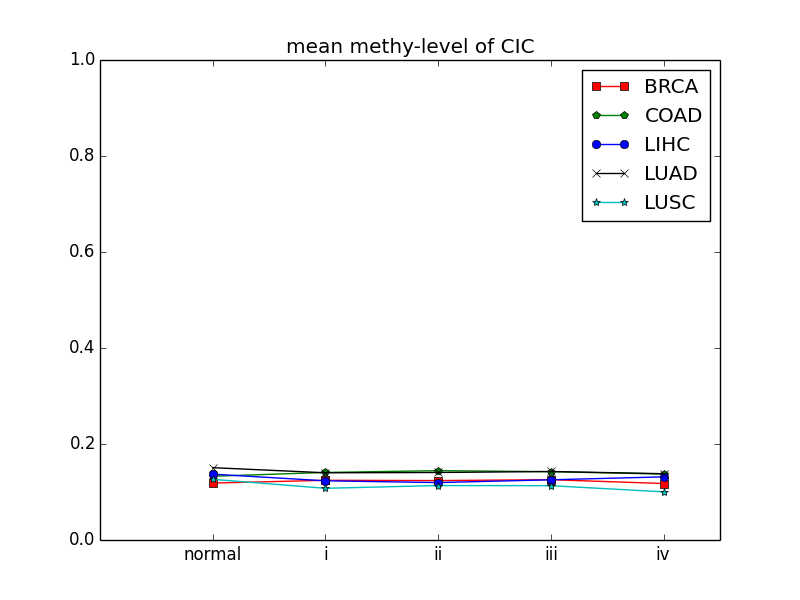 mean methy-level of CIC
1.0
0.8
0.6
0.4
0.2
0.0
normal i ii iii iv
BRCA
COAD
LIHC
LUAD
LUSC